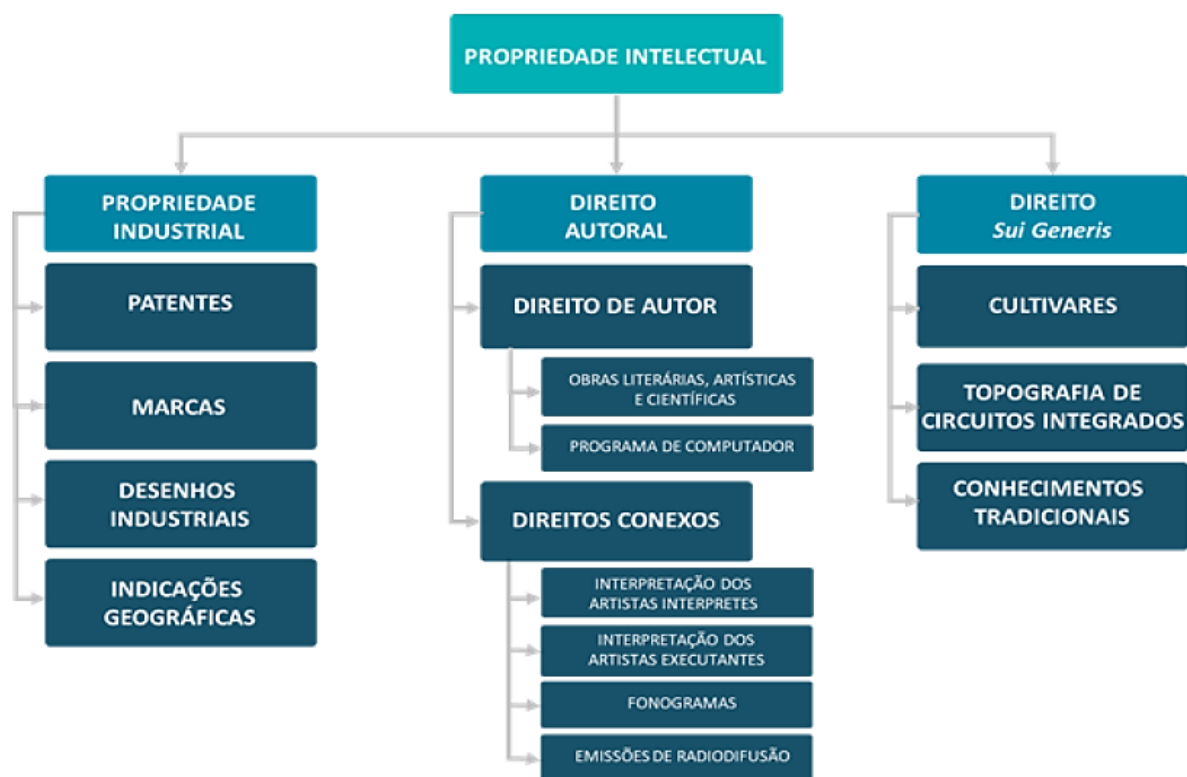 PROPRIEDADE INTELECTUAL
PROPRIEDADE
INDUSTRIAL
PATENTES
MARCAS
DESENHOS
INDUSTRIAIS
INDICAÇÕES
GEOGRÁFICAS
DIREITO
AUTORAL
DIREITO DE AUTOR
OBRAS LITERÁRIAS, ARTÍSTICAS
E CIENTÍFICAS
PROGRAMA DE COMPUTADOR
DIREITOS CONEXOS
INTERPRETAÇÃO DOS
ARTISTAS INTERPRETES
INTERPRETAÇÃO DOS
ARTISTAS EXECUTANTES
FONOGRAMAS
EMISSÕES DE RADIODIFUSÃO
DIREITO
Sui Generis
CULTIVARES
TOPOGRAFIA DE
CIRCUITOS INTEGRADOS
CONHECIMENTOS
TRADICIONAIS